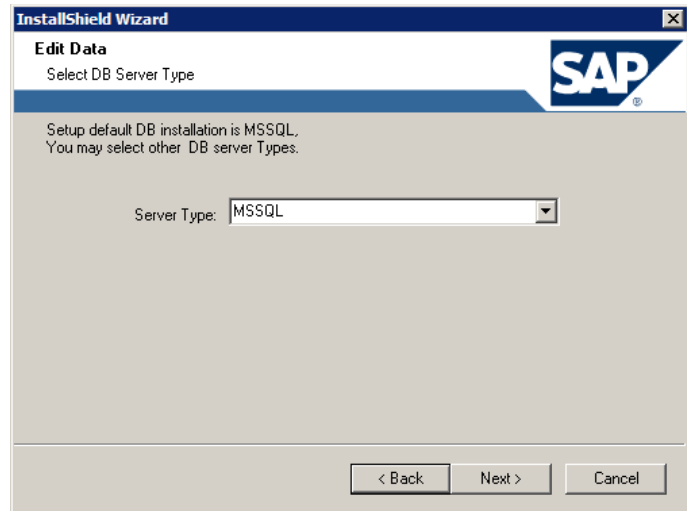 InstallShield Wizard
Edit Data
Select DB Server Type
SAP
®
Setup default DB installation is MSSQL,
You may select other DB server Types.
Server Type: MSSQL
< Back Next > Cancel